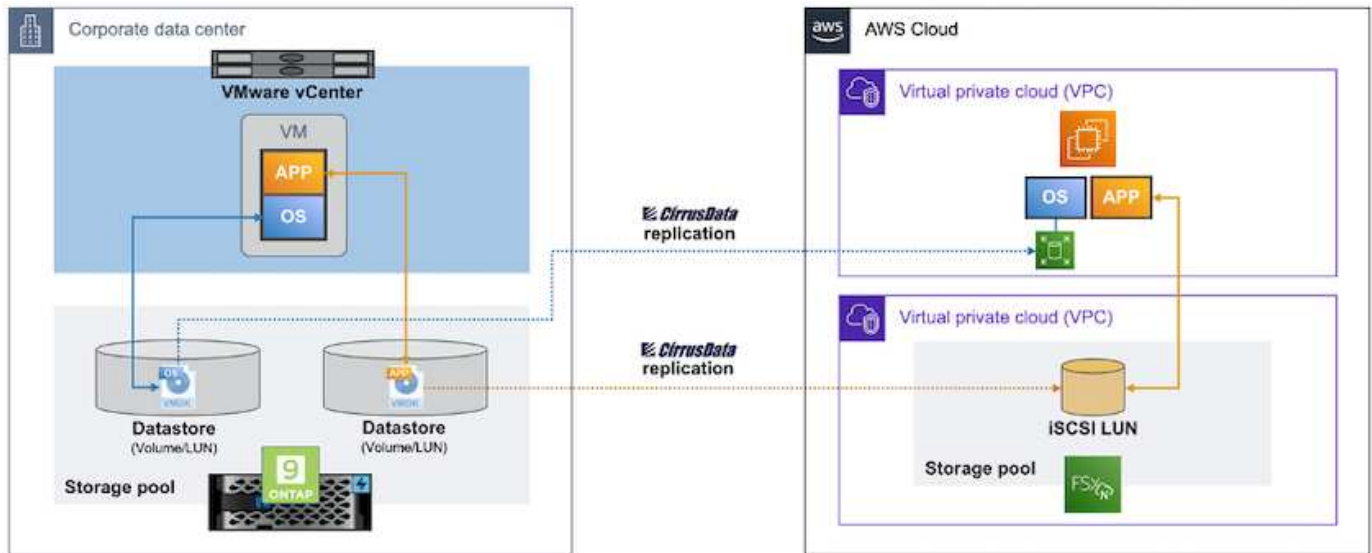 Corporate data center
VMware vCenter
VM
APP
OS
OS
VMDK
APP
VMDK
Datastore
(Volume/LUN)
Datastore
(Volume/LUN)
Storage pool
9
ONTAP
CirrusData
replication
CirrusData
replication
aws
AWS Cloud
Virtual private cloud (VPC)
OS
APP
Virtual private cloud (VPC)
iSCSI LUN
Storage pool
FSx
N